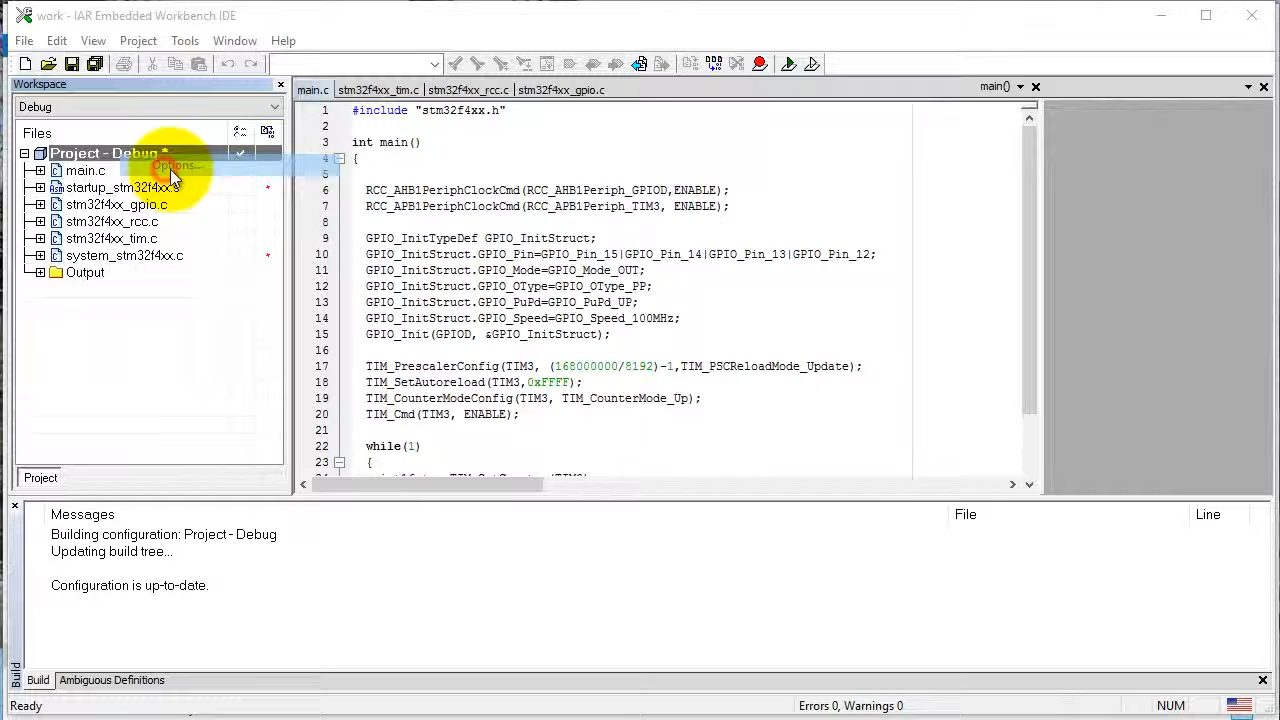 work - IAR Embedded Workbench IDE
File Edit View Project Tools Window Help
Workspace
Debug
Files
Project - Debug *
Options...
main.c
startup_stm32f4xx.s
stm32f4xx_gpio.c
stm32f4xx_rcc.c
stm32f4xx_tim.c
system_stm32f4xx.c
Output
Project
main.c stm32f4xx_tim.c stm32f4xx_rcc.c stm32f4xx_gpio.c main()
1 #include "stm32f4xx.h"
2
3 int main()
4 {
5
6 RCC_AHB1PeriphClockCmd(RCC_AHB1Periph_GPIOD,ENABLE);
7 RCC_APB1PeriphClockCmd(RCC_APB1Periph_TIM3, ENABLE);
8
9 GPIO_InitTypeDef GPIO_InitStruct;
10 GPIO_InitStruct.GPIO_Pin=GPIO_Pin_15|GPIO_Pin_14|GPIO_Pin_13|GPIO_Pin_12;
11 GPIO_InitStruct.GPIO_Mode=GPIO_Mode_OUT;
12 GPIO_InitStruct.GPIO_OType=GPIO_OType_PP;
13 GPIO_InitStruct.GPIO_PuPd=GPIO_PuPd_UP;
14 GPIO_InitStruct.GPIO_Speed=GPIO_Speed_100MHz;
15 GPIO_Init(GPIOD, &GPIO_InitStruct);
16
17 TIM_PrescalerConfig(TIM3, (168000000/8192)-1,TIM_PSCReloadMode_Update);
18 TIM_SetAutoreload(TIM3,0xFFFF);
19 TIM_CounterModeConfig(TIM3, TIM_CounterMode_Up);
20 TIM_Cmd(TIM3, ENABLE);
21
22 while(1)
23 {
Messages File Line
Building configuration: Project - Debug
Updating build tree...
Configuration is up-to-date
Build
Build Ambiguous Definitions
Ready Errors 0, Warnings 0 NUM